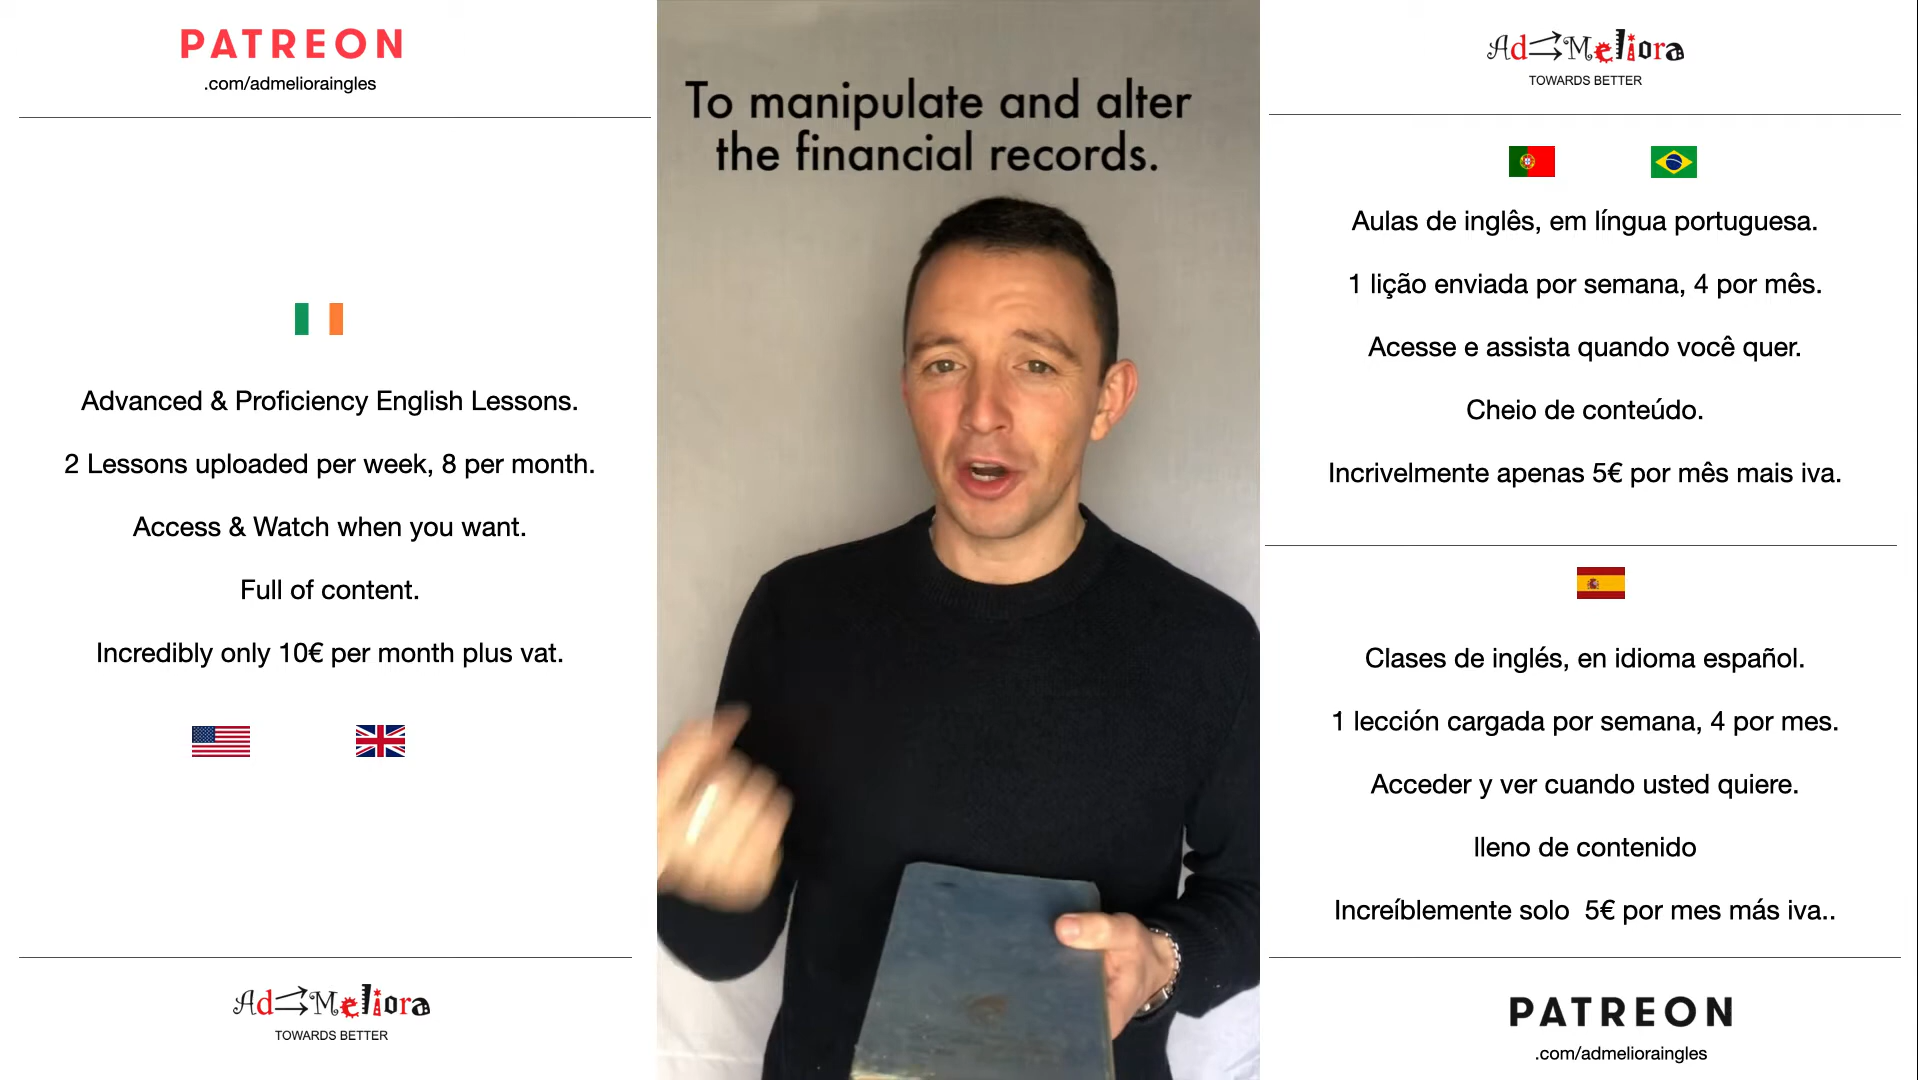 PATREON
.com/admelioraingles
Advanced & Proficiency English Lessons.
2 Lessons uploaded per week, 8 per month.
Access & Watch when you want.
Full of content.
Incredibly only 10€ per month plus vat.
Ad Meliora
TOWARDS BETTER
To manipulate and alter
the financial records.
Ad Meliora
TOWARDS BETTER
Aulas de inglês, em língua portuguesa.
1 lição enviada por semana, 4 por mês.
Acesse e assista quando você quer.
Cheio de conteúdo.
Incrivelmente apenas 5€ por mês mais iva.
Clases de inglés, en idioma español.
1 lección cargada por semana, 4 por mes.
Acceder y ver cuando usted quiere.
lleno de contenido
Increíblemente solo  5€ por mes más iva..
PATREON
.com/admelioraingles